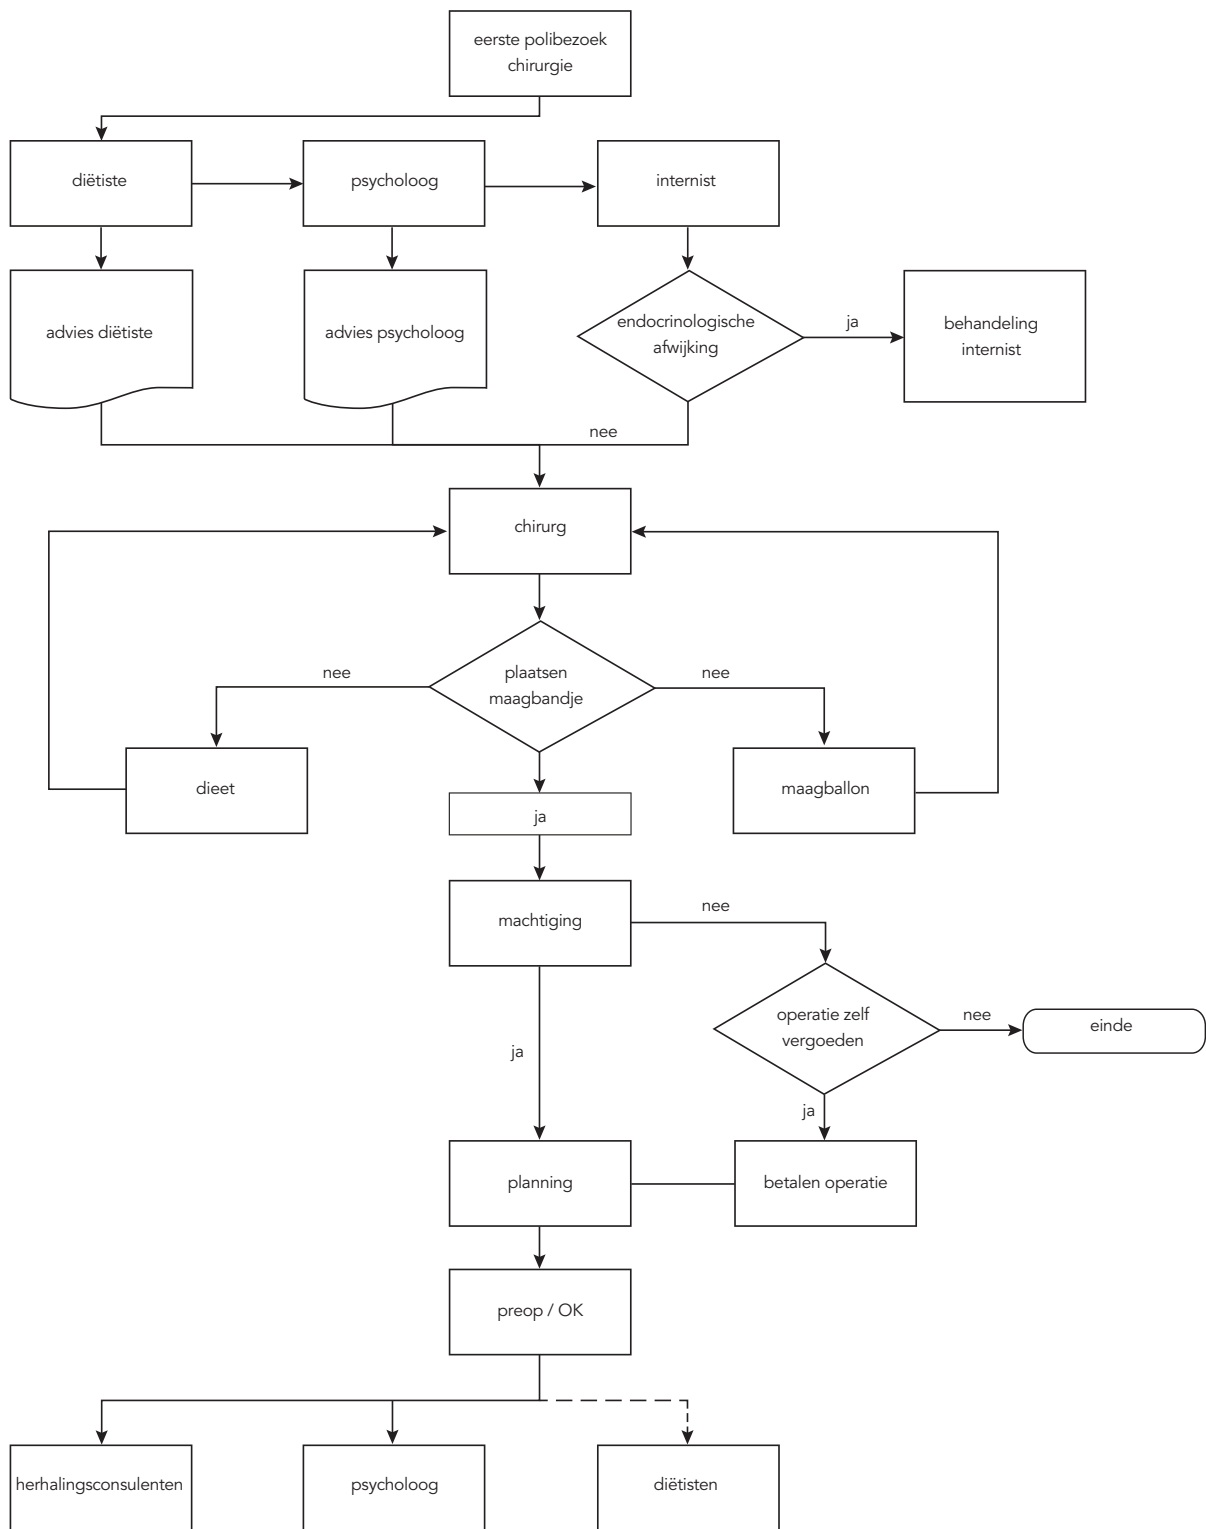 eerste polibezoek
chirurgie
diëtiste
psycholoog
internist
advies diëtiste
advies psycholoog
endocrinologische
afwijking
ja
behandeling
internist
nee
chirurg
nee
plaatsen
maagbandje
nee
dieet
maagballon
ja
machtiging
nee
operatie zelf
vergoeden
nee
einde
ja
ja
planning
betalen operatie
preop / OK
herhalingsconsulenten
psycholoog
diëtisten